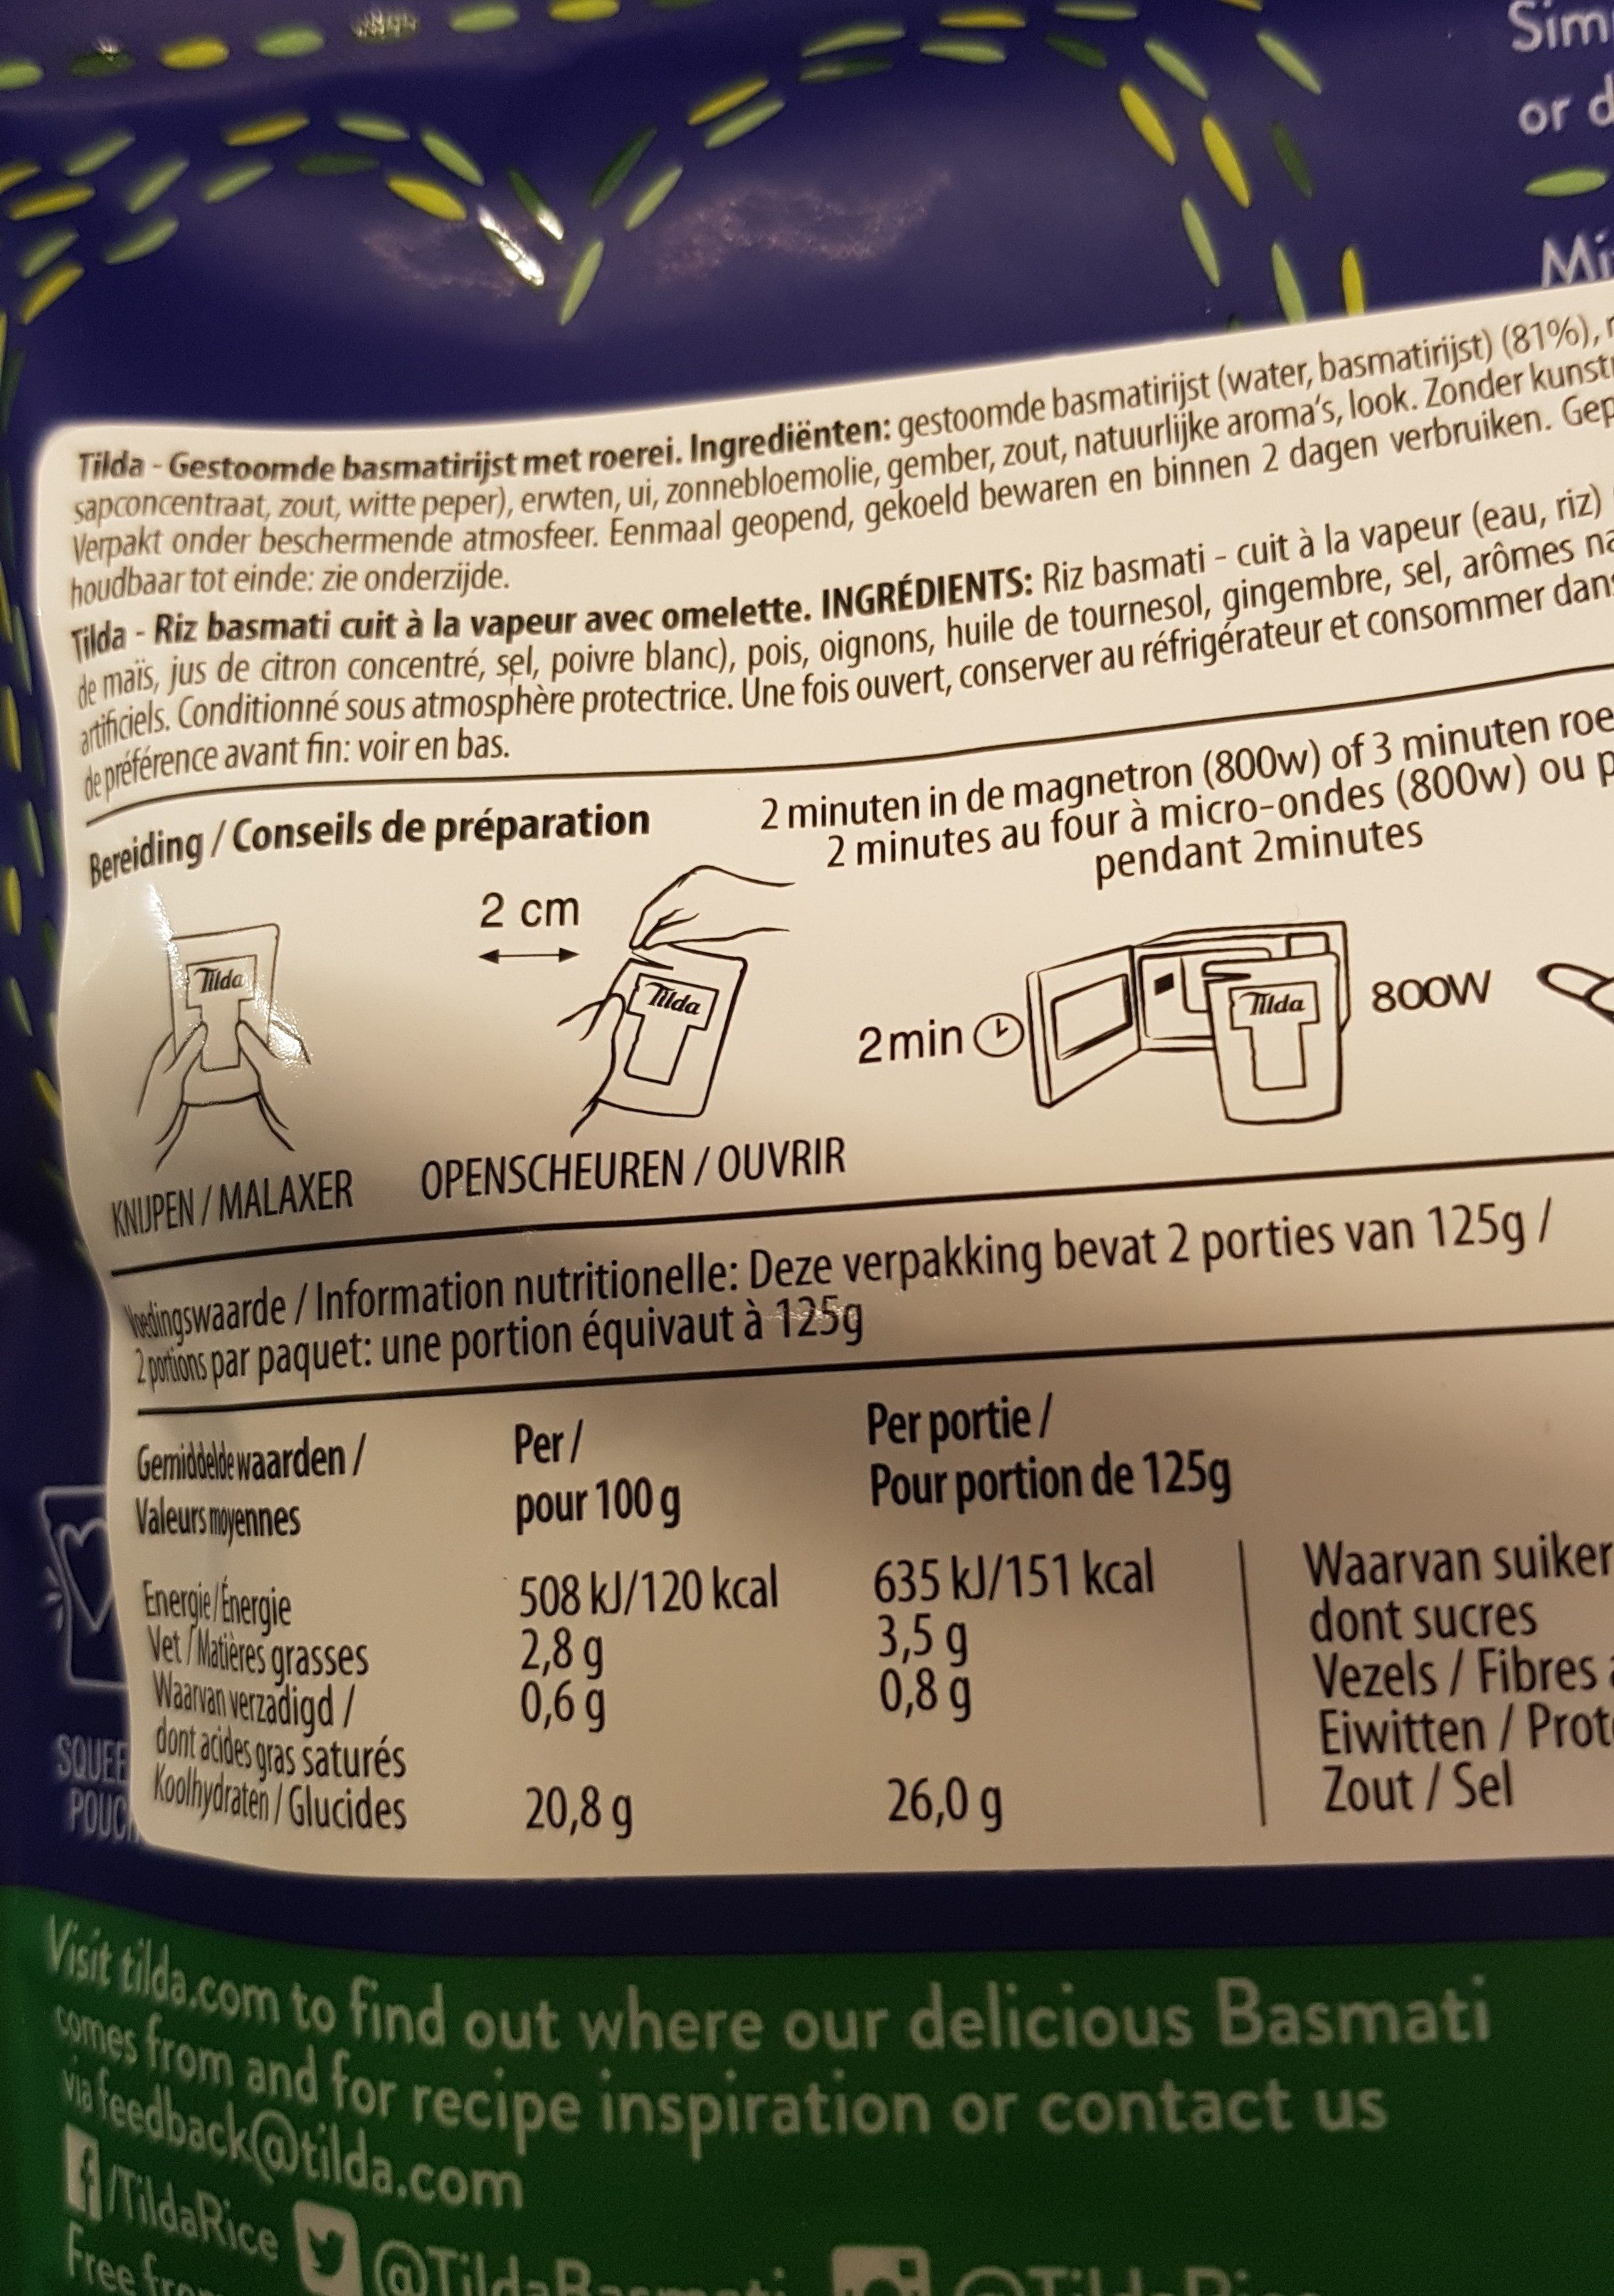 Sim
or d
Mi
Tilda - Gestoomde basmatirijst met roerei. Ingrediënten: gestoomde basmatirijst (water, basmatirijst) (81%),
sapconcentraat, zout, witte peper), erwten, ui, zonnebloemolie, gember, zout, natuurlijke aroma's, look. Zonder kunst
Verpakt onder beschermende atmosfeer. Eenmaal geopend, gekoeld bewaren en binnen 2 dagen verbruiken. Gep
houdbaar tot einde: zie onderzijde.
Tilda - Riz basmati cuit à la vapeur avec omelette. INGRÉDIENTS: Riz basmati - cuit à la vapeur (eau, riz)
de maïs, jus de citron concentré, sel, poivre blanc), pois, oignons, huile de tournesol, gingembre, sel, arômes na
artificiels. Conditionné sous atmosphère protectrice. Une fois ouvert, conserver au réfrigérateur et consommer dans
de préférence avant fin: voir en bas.
Bereiding / Conseils de préparation
2 minuten in de magnetron (800w) of 3 minuten roe
2 minutes au four à micro-ondes (800w) ou p
pendant 2minutes
2 cm
Tilda
Tilda
2min
Tilda
800W
KNIJPEN / MALAXER
OPENSCHEUREN / OUVRIR
Voedingswaarde / Information nutritionelle: Deze verpakking bevat 2 porties van 125g /
2 portions par paquet: une portion équivaut à 125g
Gemiddelde waarden / Per / Per portie /
Valeurs moyennes pour 100 g Pour portion de 125g
Energie/Énergie 508 kJ/120 kcal 635 kJ/151 kcal
Vet / Matières grasses 2,8 g 3,5 g
Waarvan verzadigd / 0,6 g 0,8 g
dont acides gras saturés
Koolhydraten / Glucides 20,8 g 26,0 g
Waarvan suiker
dont sucres
Vezels / Fibres
Eiwitten / Prot
Zout / Sel
SQUEE
POUCH
Visit tilda.com to find out where our delicious Basmati
comes from and for recipe inspiration or contact us
via feedback@tilda.com
/TildaRice @TildaBasmati @TildaRice
Free from